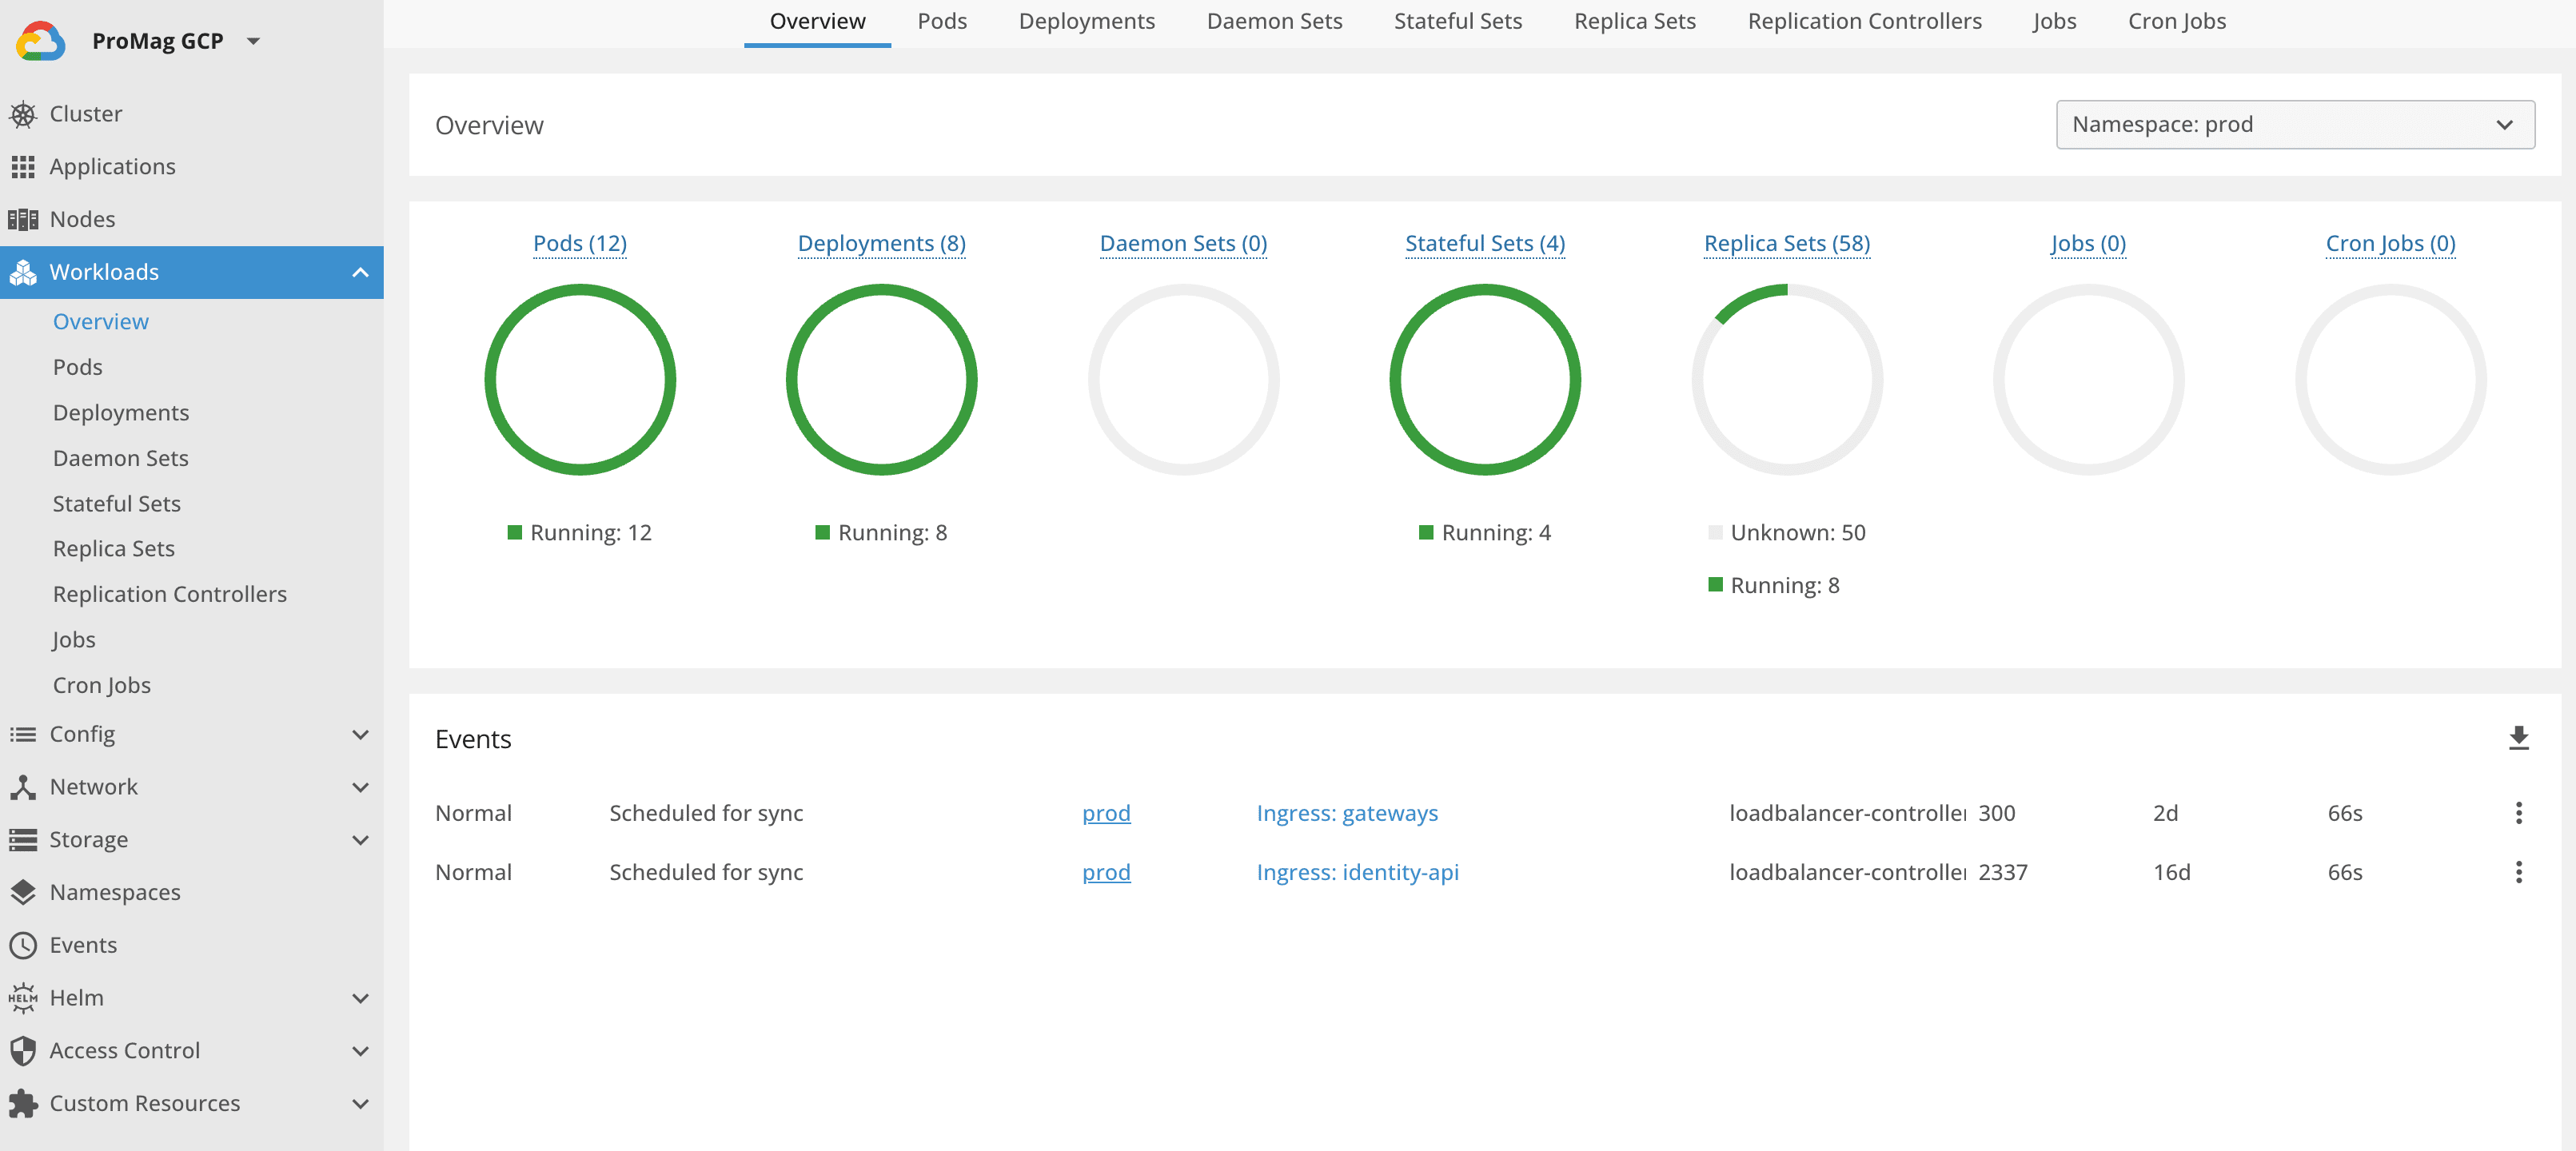 ProMag GCP
Cluster
Applications
Nodes
Workloads
Overview
Pods
Deployments
Daemon Sets
Stateful Sets
Replica Sets
Replication Controllers
Jobs
Cron Jobs
Config
Network
Storage
Namespaces
Events
HELM Helm
Access Control
Custom Resources
Overview Pods Deployments Daemon Sets Stateful Sets Replica Sets Replication Controllers Jobs Cron Jobs
Overview Namespace: prod
Pods (12) Deployments (8) Daemon Sets (0) Stateful Sets (4) Replica Sets (58) Jobs (0) Cron Jobs (0)
Running: 12 Running: 8 Running: 4 Unknown: 50
Running: 8
Events
Normal Scheduled for sync prod Ingress: gateways loadbalancer-controller 300 2d 66s
Normal Scheduled for sync prod Ingress: identity-api loadbalancer-controller 2337 16d 66s